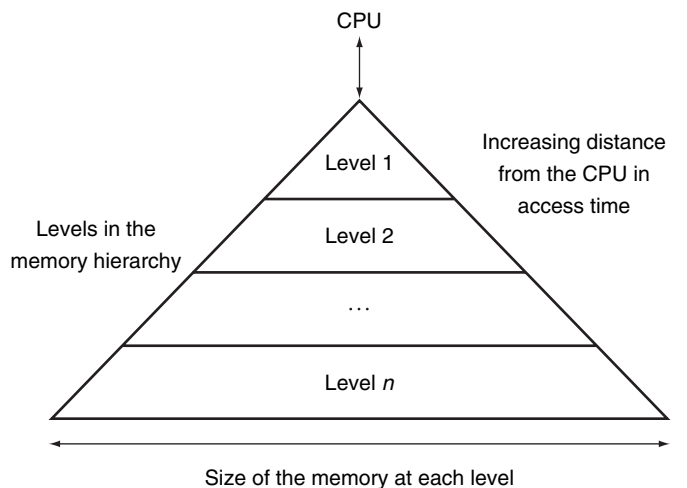 CPU
Level 1
Increasing distance
from the CPU in
access time
Levels in the
memory hierarchy
Level 2
…
Level n
Size of the memory at each level